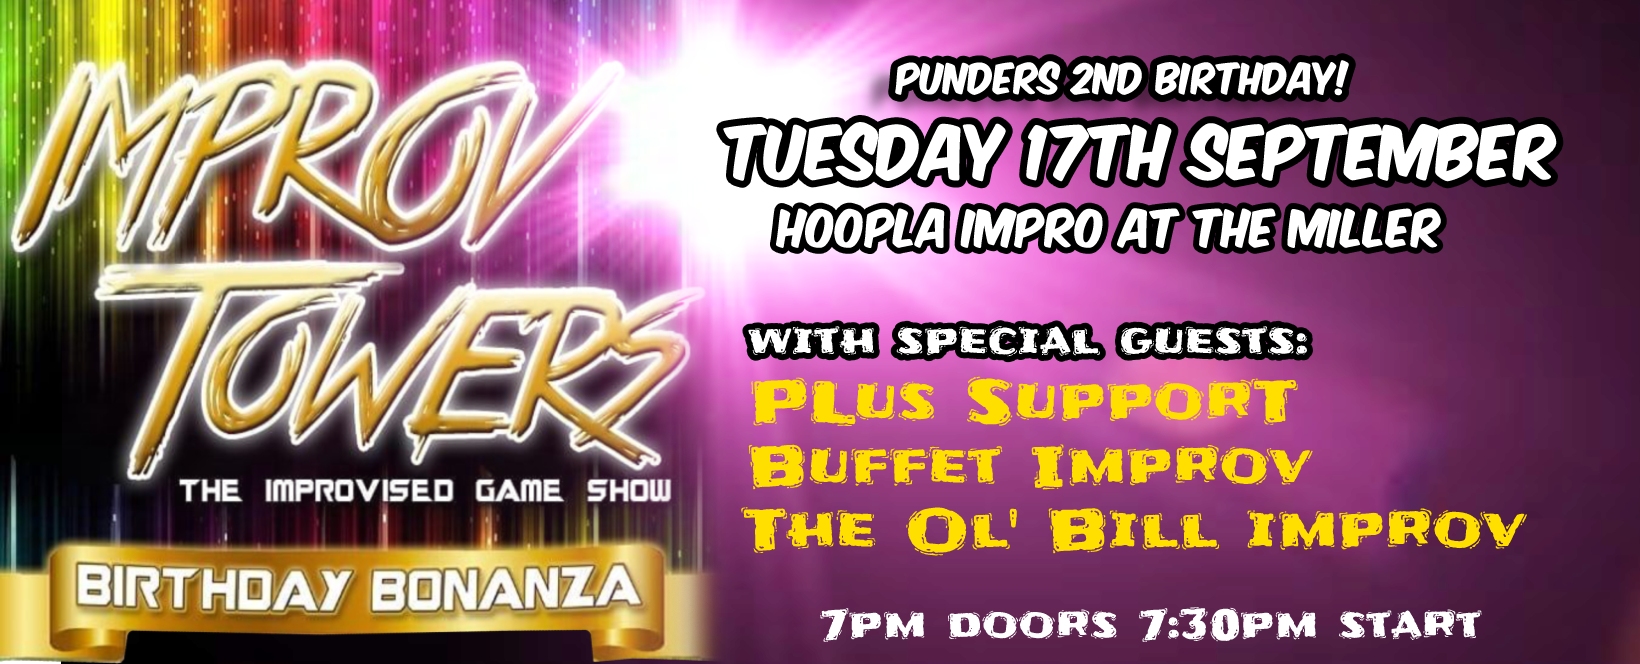 IMPROV
TOWERS
THE IMPROVISED GAME SHOW
BIRTHDAY BONANZA
PUNDERS 2ND BIRTHDAY!
TUESDAY 17TH SEPTEMBER
HOOPLA IMPRO AT THE MILLER
WITH SPECIAL GUESTS:
PLUS SUPPORT
BUFFET IMPROV
THE OL' BILL IMPROV
7PM DOORS 7:30PM START